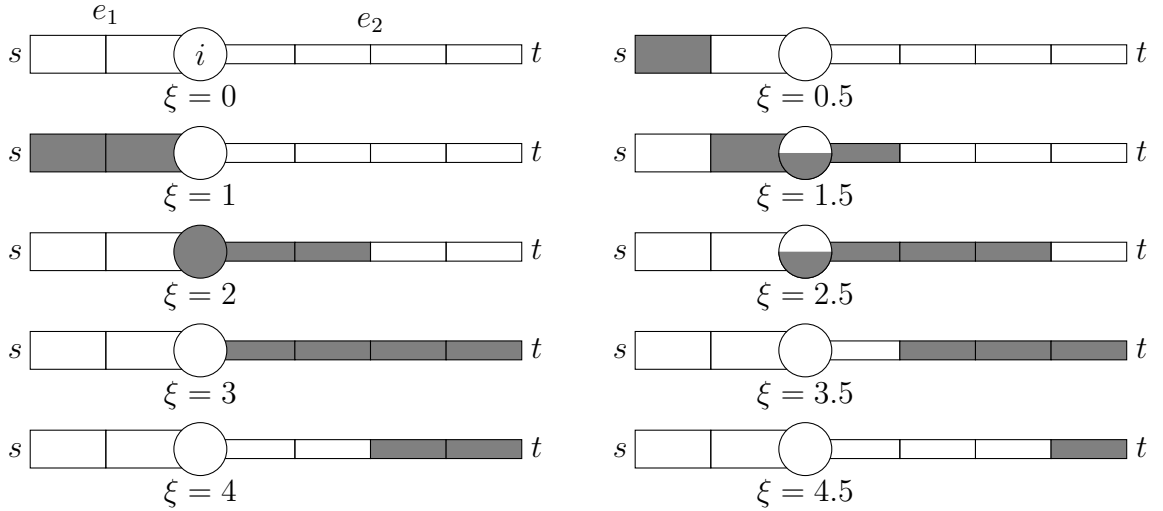 e₁ e₂
s i t s t
ξ = 0 ξ = 0.5
s t s t
ξ = 1 ξ = 1.5
s t s t
ξ = 2 ξ = 2.5
s t s t
ξ = 3 ξ = 3.5
s t s t
ξ = 4 ξ = 4.5